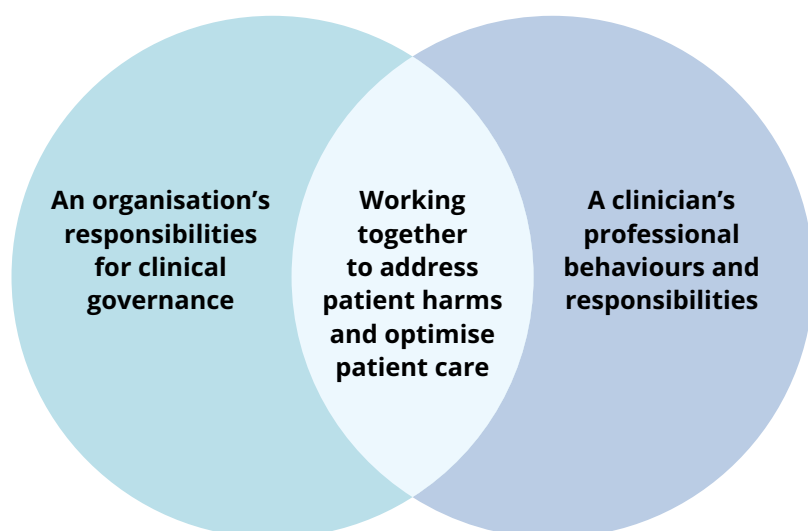 An organisation’s
responsibilities
for clinical
governance
Working
together
to address
patient harms
and optimise
patient care
A clinician’s
professional
behaviours and
responsibilities